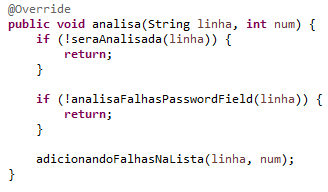 @Override
public void analisa(String linha, int num) {
    if (!seraAnalisada(linha)) {
        return;
    }

    if (!analisaFalhasPasswordField(linha)) {
        return;
    }

    adicionandoFalhasNaLista(linha, num);
}